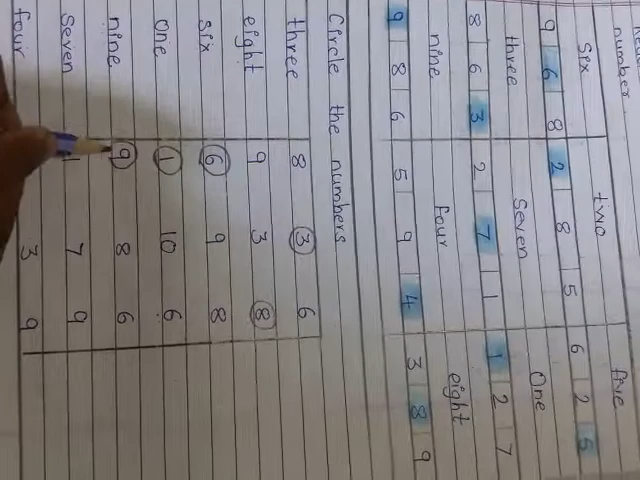 number.
Six two five
9 6 8 2 8 5 6 2 5
three Seven One
8 6 3 2 7 1 1 2 7
nine four eight
9 8 6 5 9 4 3 8 9
Circle the numbers
three 8 3 6
eight 9 3 8
Six 6 9 8
One 1 10 6
nine 9 8 6
Seven 1 7 9
four 3 9